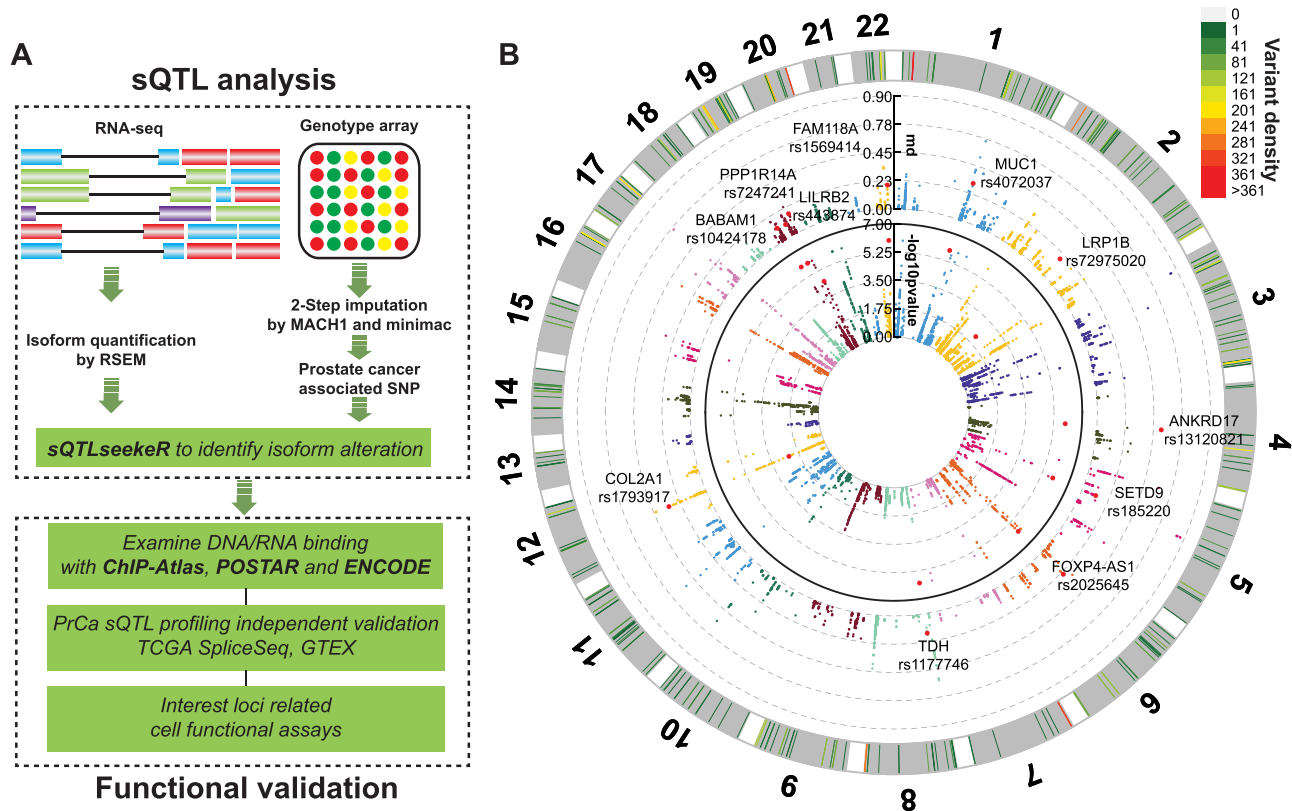 A
sQTL analysis
RNA-seq
Genotype array
2-Step imputation
by MACH1 and minimac
Isoform quantification
by RSEM
Prostate cancer
associated SNP
sQTLseekeR to identify isoform alteration
Examine DNA/RNA binding
with ChIP-Atlas, POSTAR and ENCODE
PrCa sQTL profiling independent validation
TCGA SpliceSeq, GTEX
Interest loci related
cell functional assays
Functional validation
B
1
2
3
4
5
6
7
8
9
10
11
12
13
14
15
16
17
18
19
20
21
22
0.90
0.78
0.45
0.23
0.00
md
7.00
5.25
3.50
1.75
0.00
-log10pvalue
FAM118A
rs1569414
PPP1R14A
rs7247241
LILRB2
rs443874
BABAM1
rs10424178
MUC1
rs4072037
LRP1B
rs72975020
ANKRD17
rs13120821
SETD9
rs185220
FOXP4-AS1
rs2025645
TDH
rs1177746
COL2A1
rs1793917
Variant density
0
1
41
81
121
161
201
241
281
321
361
>361